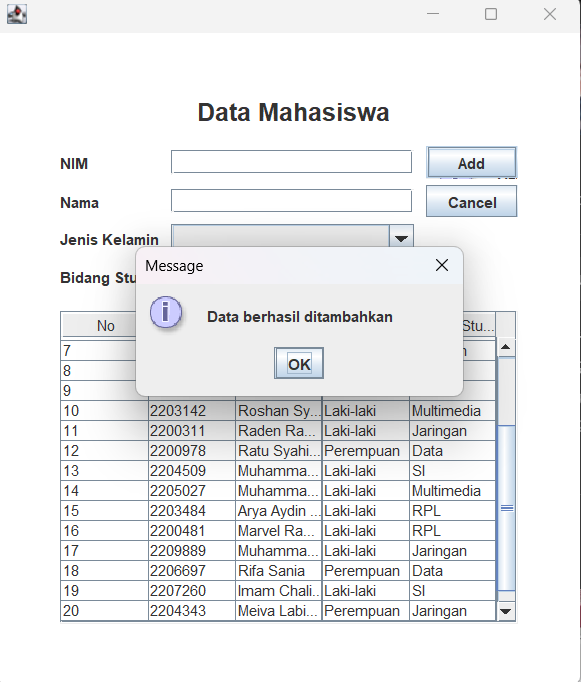 Data Mahasiswa
NIM
Add
Nama
Cancel
Jenis Kelamin
Message
Bidang Stu
Data berhasil ditambahkan
OK
No Stu...
7
8
9
10 2203142 Roshan Sy... Laki-laki Multimedia
11 2200311 Raden Ra... Laki-laki Jaringan
12 2200978 Ratu Syahi... Perempuan Data
13 2204509 Muhamma... Laki-laki SI
14 2205027 Muhamma... Laki-laki Multimedia
15 2203484 Arya Aydin ... Laki-laki RPL
16 2200481 Marvel Ra... Laki-laki RPL
17 2209889 Muhamma... Laki-laki Jaringan
18 2206697 Rifa Sania Perempuan Data
19 2207260 Imam Chali... Laki-laki SI
20 2204343 Meiva Labi... Perempuan Jaringan